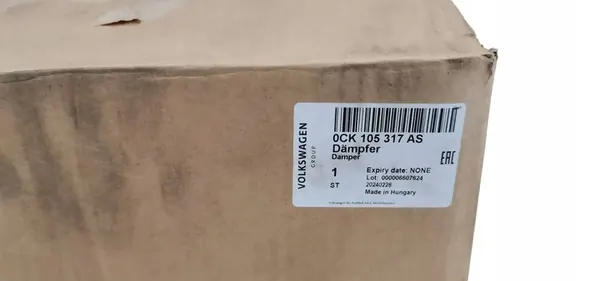 VOLKSWAGEN
GROUP
0CK 105 317 AS
Dämpfer
Damper
1
ST
Expiry date: NONE
Lot: 000006607624
20240226
Made in Hungary
EAC